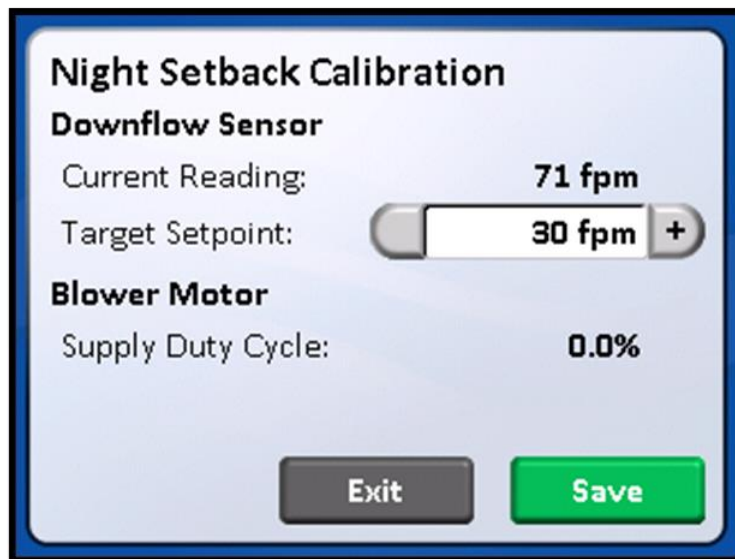 Night Setback Calibration
Downflow Sensor
Current Reading: 71 fpm
Target Setpoint: 30 fpm +
Blower Motor
Supply Duty Cycle: 0.0%
Exit Save